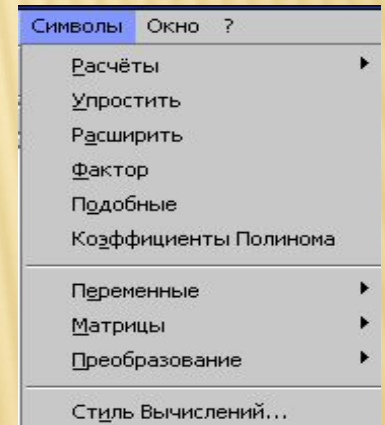 Символы Окно ?
Расчёты
Упростить
Расширить
Фактор
Подобные
Коэффициенты Полинома
Переменные
Матрицы
Преобразование
Стиль Вычислений...